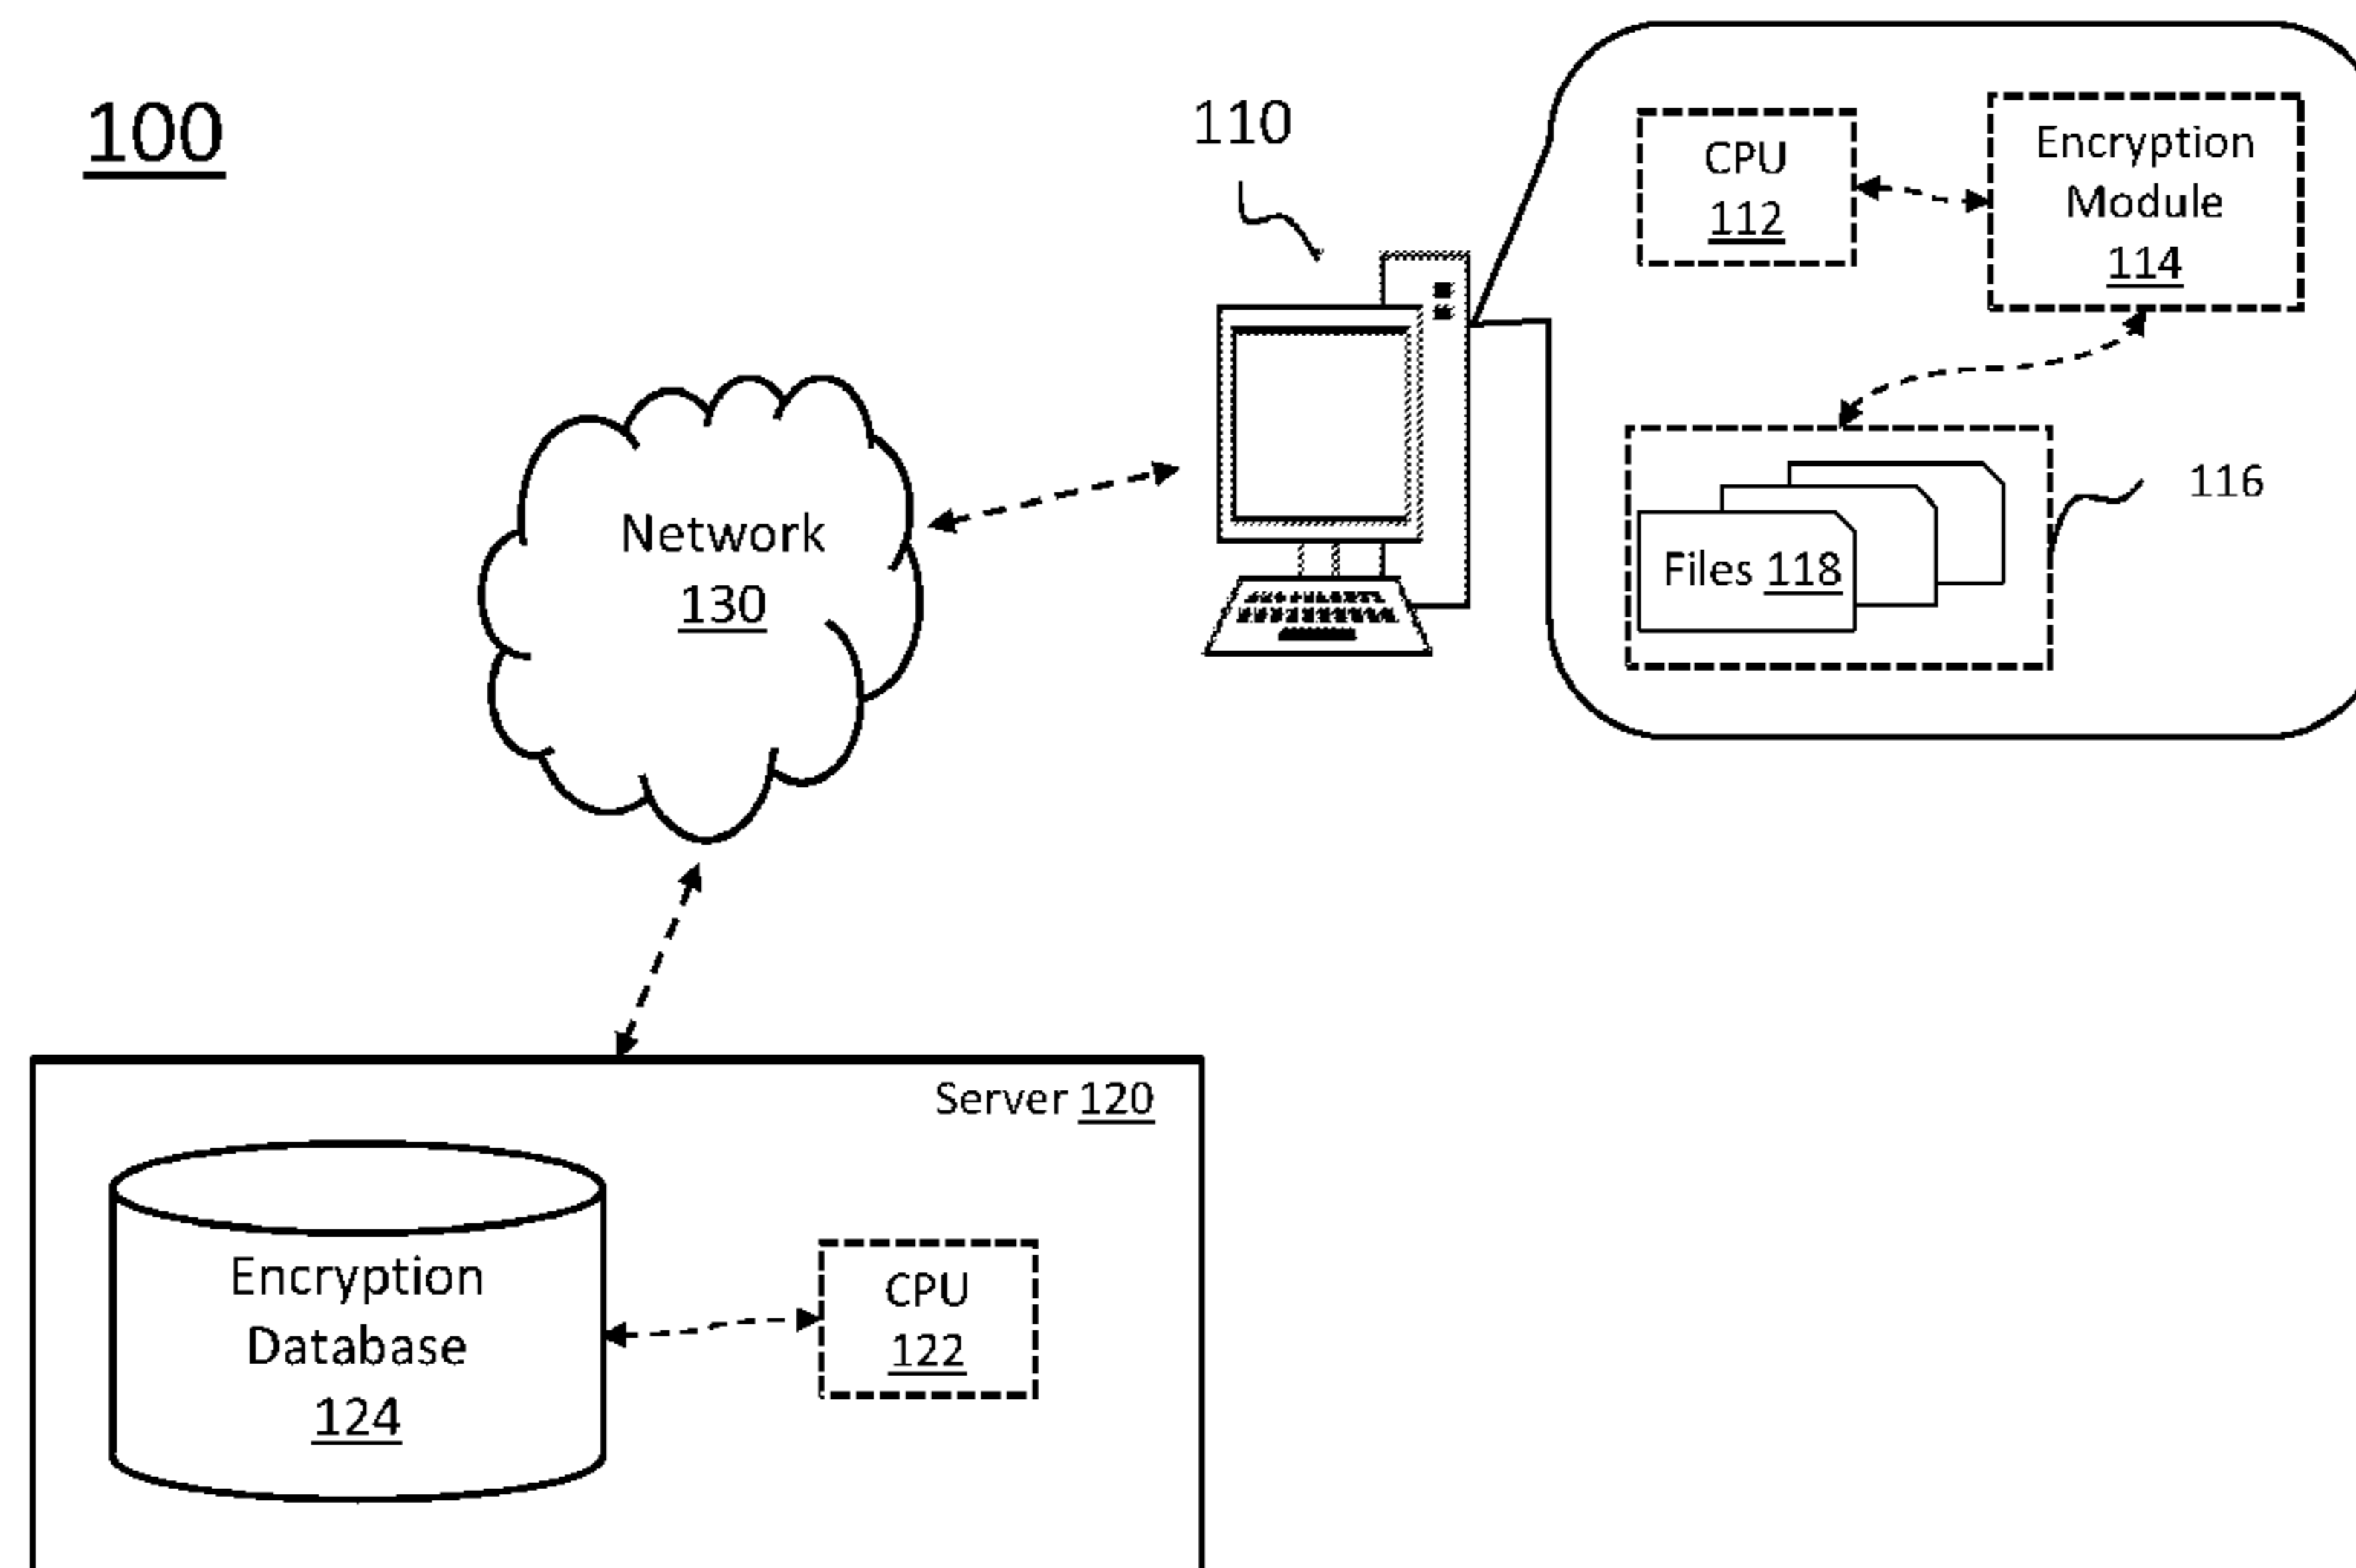 100
110
CPU
112
Encryption
Module
114
116
Files 118
Network
130
Server 120
Encryption
Database
124
CPU
122